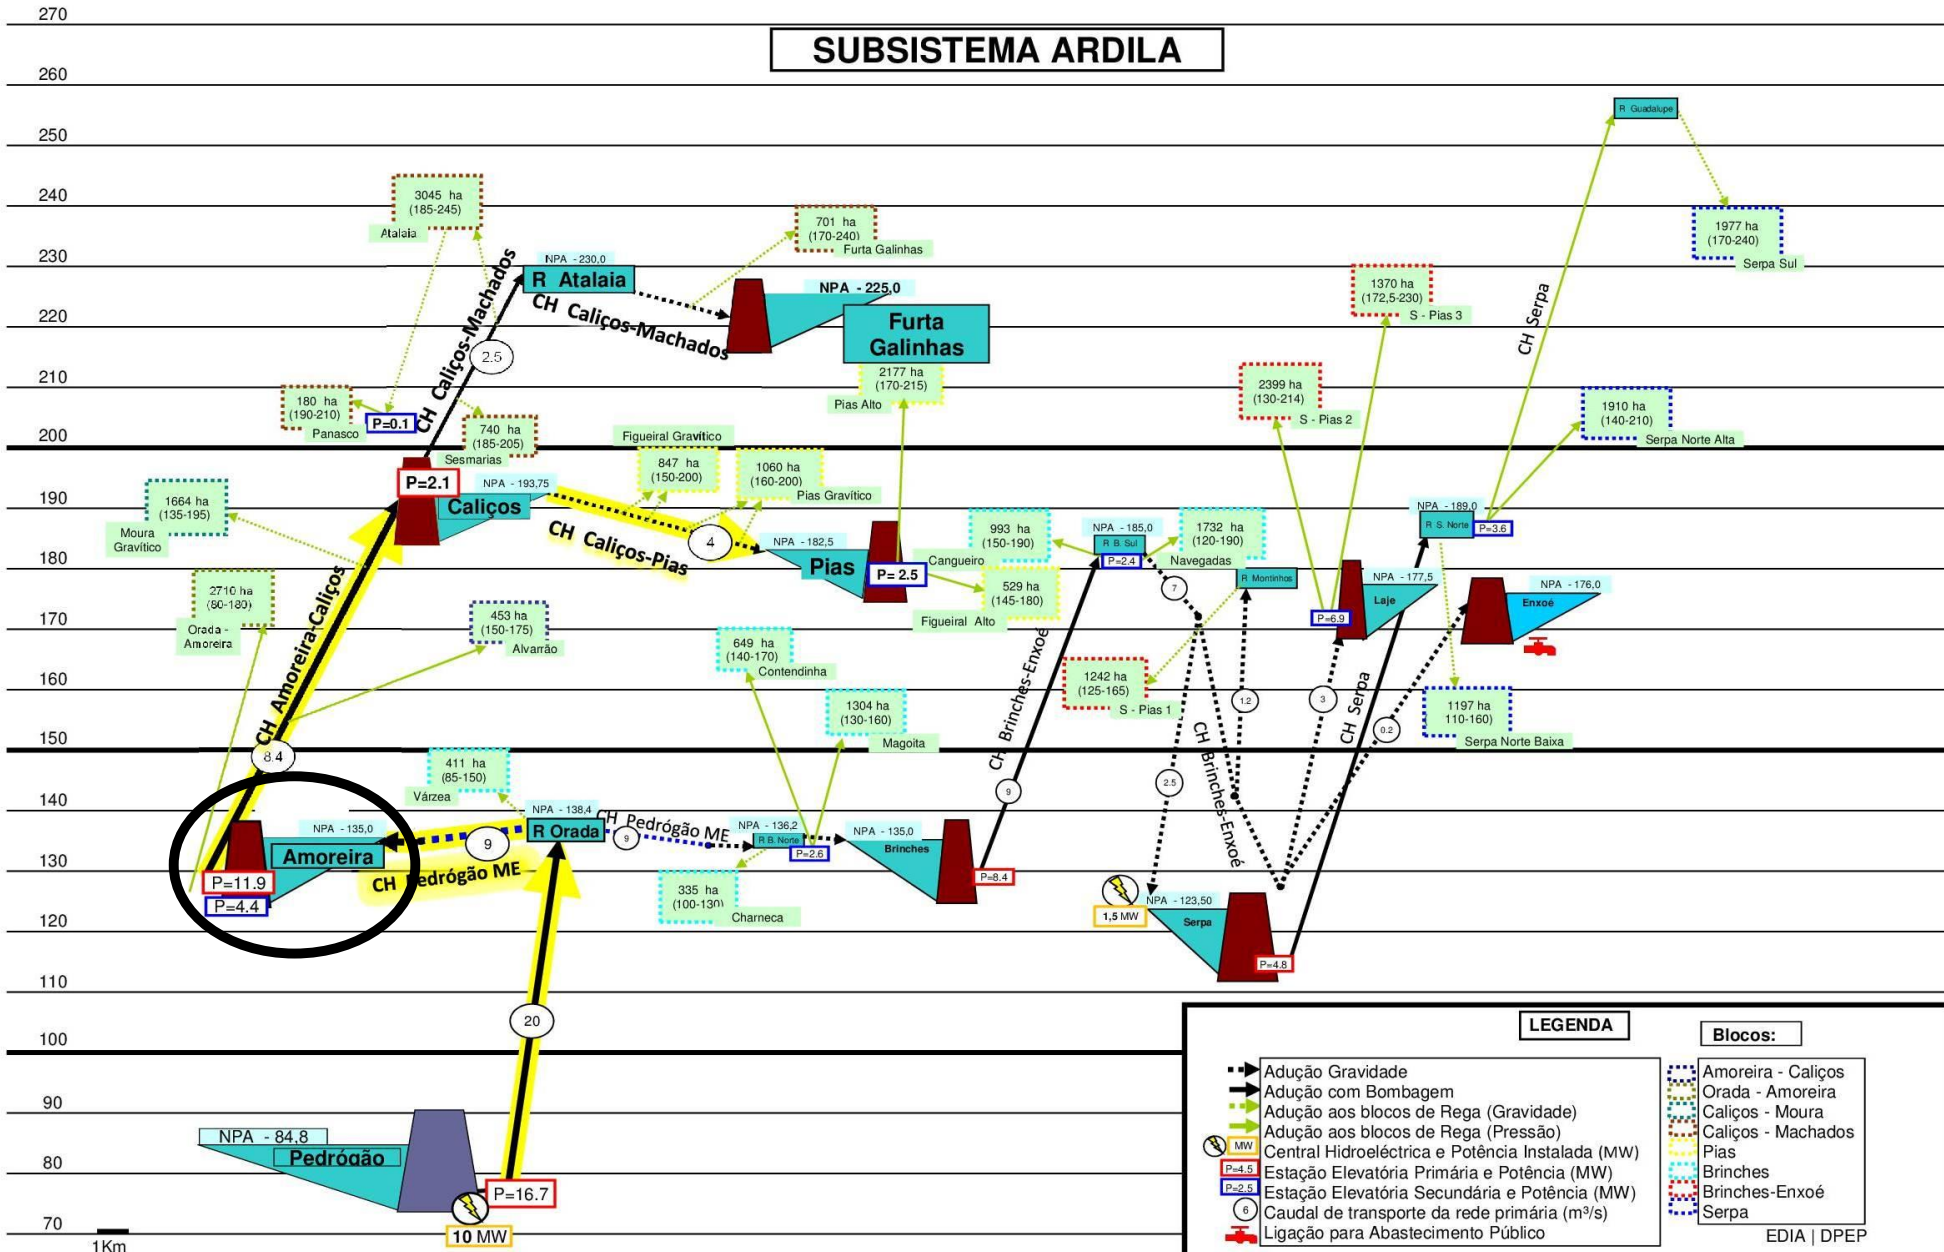 SUBSISTEMA ARDILA
270
260
250
240
230
220
210
200
190
180
170
160
150
140
130
120
110
100
90
80
70
1Km
R Guadalupe
3045 ha
(185-245)
Atalaia
701 ha
(170-240)
Furta Galinhas
1977 ha
(170-240)
Serpa Sul
NPA - 230,0
R Atalaia
CH Caliços-Machados
CH Caliços-Machados
2.5
NPA - 225,0
Furta
Galinhas
1370 ha
(172,5-230)
S - Pias 3
CH Serpa
2177 ha
(170-215)
Pias Alto
2399 ha
(130-214)
S - Pias 2
1910 ha
(140-210)
Serpa Norte Alta
180 ha
(190-210)
Panasco
P=0.1
740 ha
(185-205)
Sesmarias
Figueiral Gravítico
847 ha
(150-200)
1060 ha
(160-200)
Pias Gravítico
P=2.1
NPA - 193,75
Caliços
1664 ha
(135-195)
Moura
Gravítico
CH Caliços-Pias
4
NPA - 182,5
Pias
P= 2.5
993 ha
(150-190)
Cangueiro
529 ha
(145-180)
Figueiral Alto
NPA - 185,0
R B. Sul
P=2.4
1732 ha
(120-190)
Navegadas
R Montinhos
7
NPA - 189,0
R S. Norte
P=3.6
NPA - 177,5
Laje
P=6.9
NPA - 176,0
Enxoé
2710 ha
(80-180)
Orada -
Amoreira
CH Amoreira-Caliços
8.4
453 ha
(150-175)
Alvarrão
649 ha
(140-170)
Contendinha
1304 ha
(130-160)
Magoita
CH Brinches-Enxoé
9
1242 ha
(125-165)
S - Pias 1
1.2
3
CH Serpa
0.2
1197 ha
110-160)
Serpa Norte Baixa
CH Brinches-Enxoé
2.5
411 ha
(85-150)
Várzea
NPA - 135,0
Amoreira
P=11.9
P=4.4
9
CH Pedrógão ME
NPA - 138,4
R Orada
CH Pedrógão ME
9
NPA - 136,2
R B. Norte
P=2.6
NPA - 135,0
Brinches
P=8.4
335 ha
(100-130)
Charneca
1,5 MW
NPA - 123,50
Serpa
P=4.8
20
NPA - 84,8
Pedrógão
P=16.7
10 MW
LEGENDA
Adução Gravidade
Adução com Bombagem
Adução aos blocos de Rega (Gravidade)
Adução aos blocos de Rega (Pressão)
MW Central Hidroeléctrica e Potência Instalada (MW)
P=4.5 Estação Elevatória Primária e Potência (MW)
P=2.5 Estação Elevatória Secundária e Potência (MW)
6 Caudal de transporte da rede primária (m³/s)
Ligação para Abastecimento Público
Blocos:
Amoreira - Caliços
Orada - Amoreira
Caliços - Moura
Caliços - Machados
Pias
Brinches
Brinches-Enxoé
Serpa
EDIA | DPEP